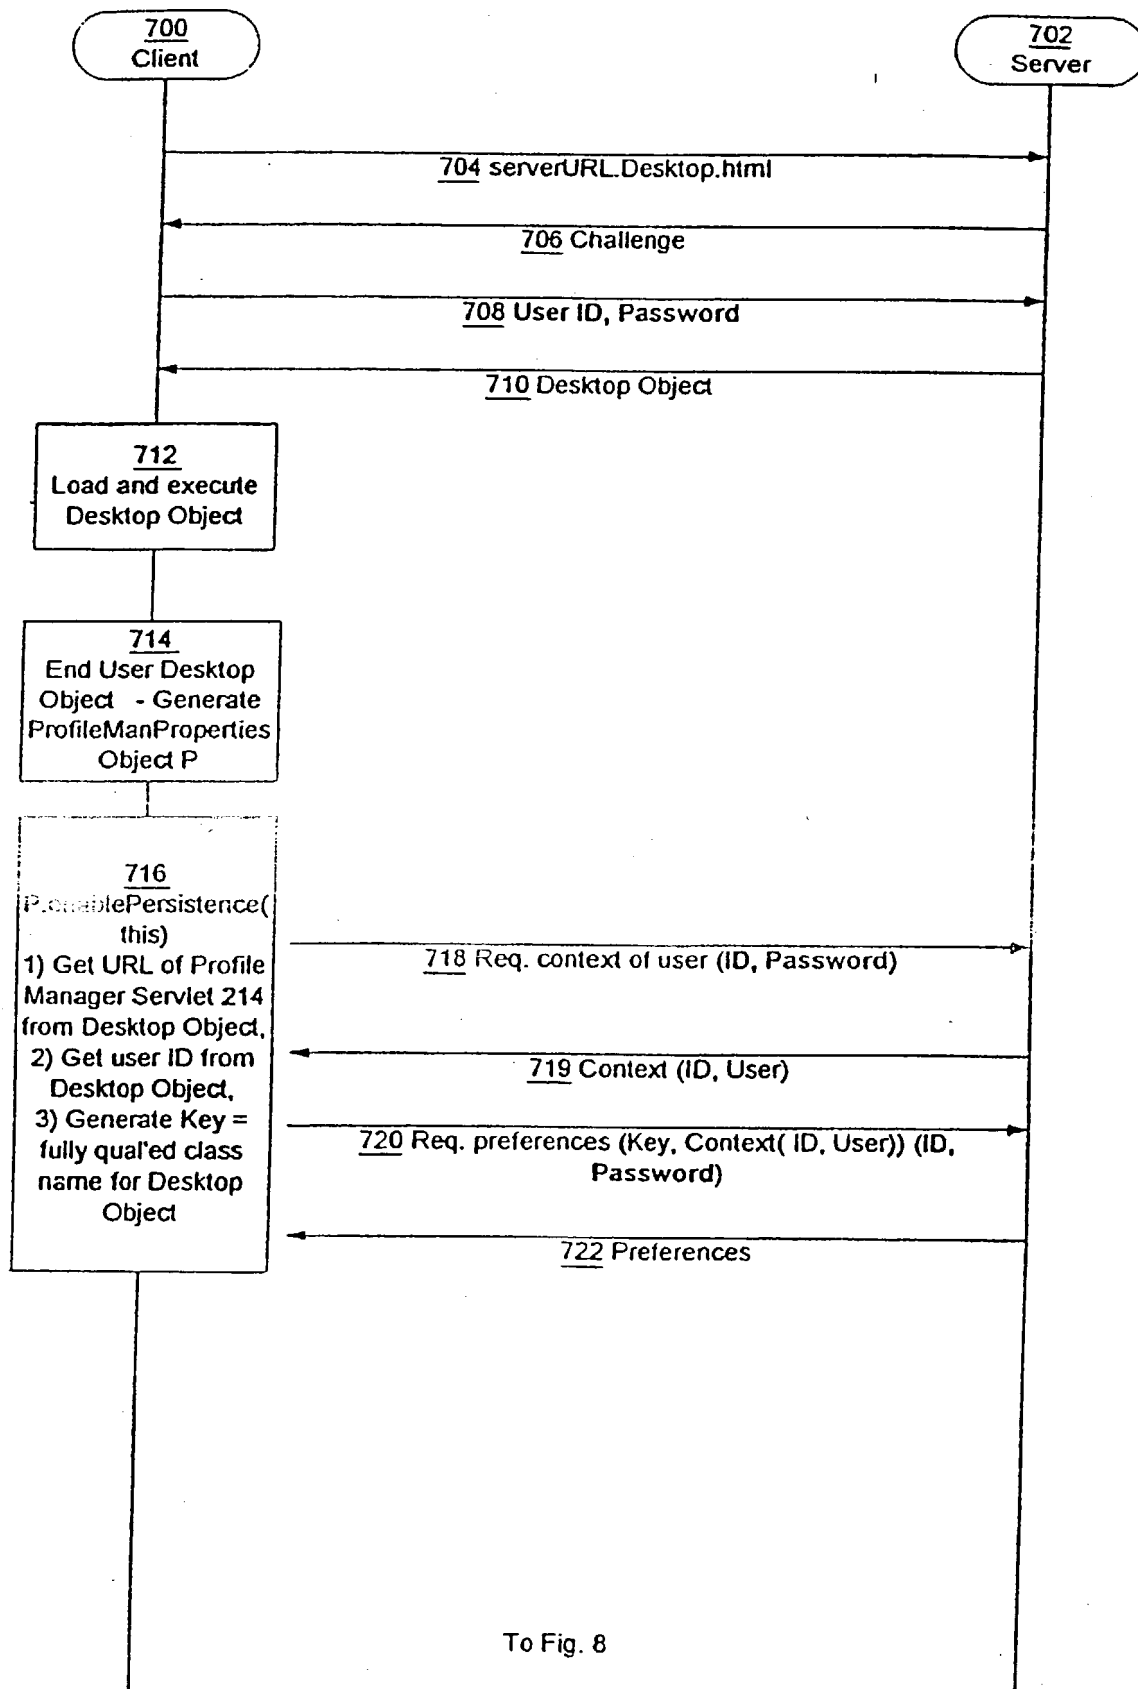 700
Client
702
Server
704 serverURL.Desktop.html
706 Challenge
708 User ID, Password
710 Desktop Object
712
Load and execute
Desktop Object
714
End User Desktop
Object - Generate
ProfileManProperties
Object P
716
P.enablePersistence(
this)
1) Get URL of Profile
Manager Servlet 214
from Desktop Object,
2) Get user ID from
Desktop Object,
3) Generate Key =
fully qual'ed class
name for Desktop
Object
718 Req. context of user (ID, Password)
719 Context (ID, User)
720 Req. preferences (Key, Context( ID, User)) (ID,
Password)
722 Preferences
To Fig. 8